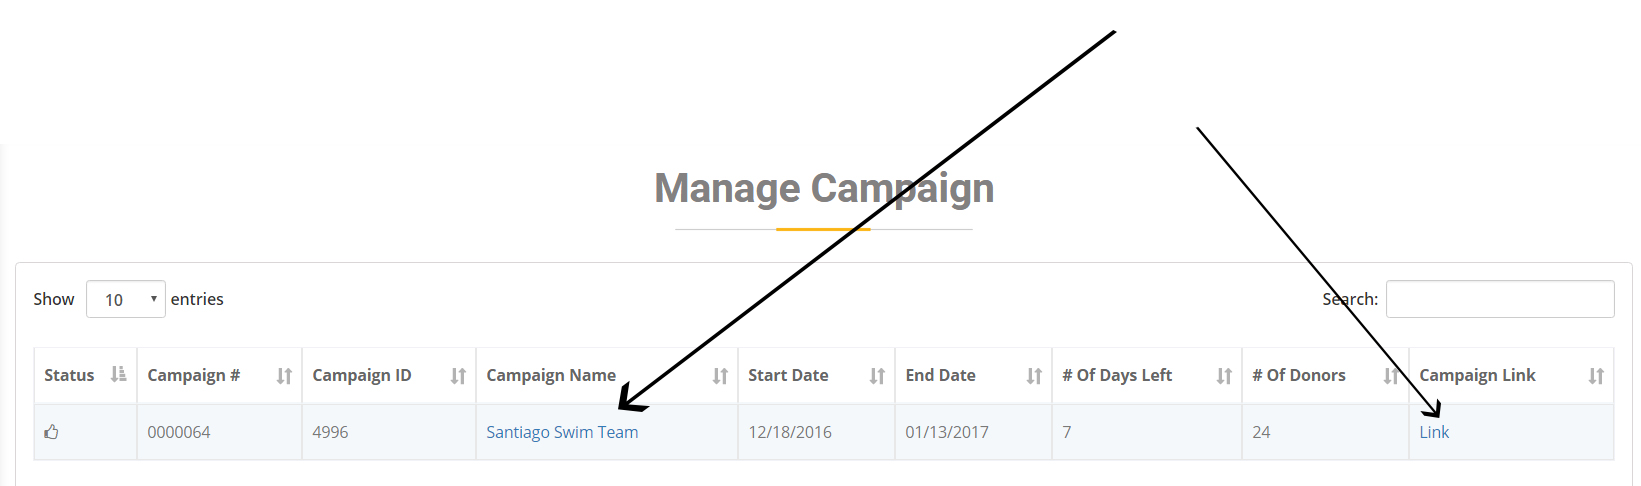 Manage Campaign
Show 10 entries Search:
Status Campaign # Campaign ID Campaign Name Start Date End Date # Of Days Left # Of Donors Campaign Link
0000064 4996 Santiago Swim Team 12/18/2016 01/13/2017 7 24 Link